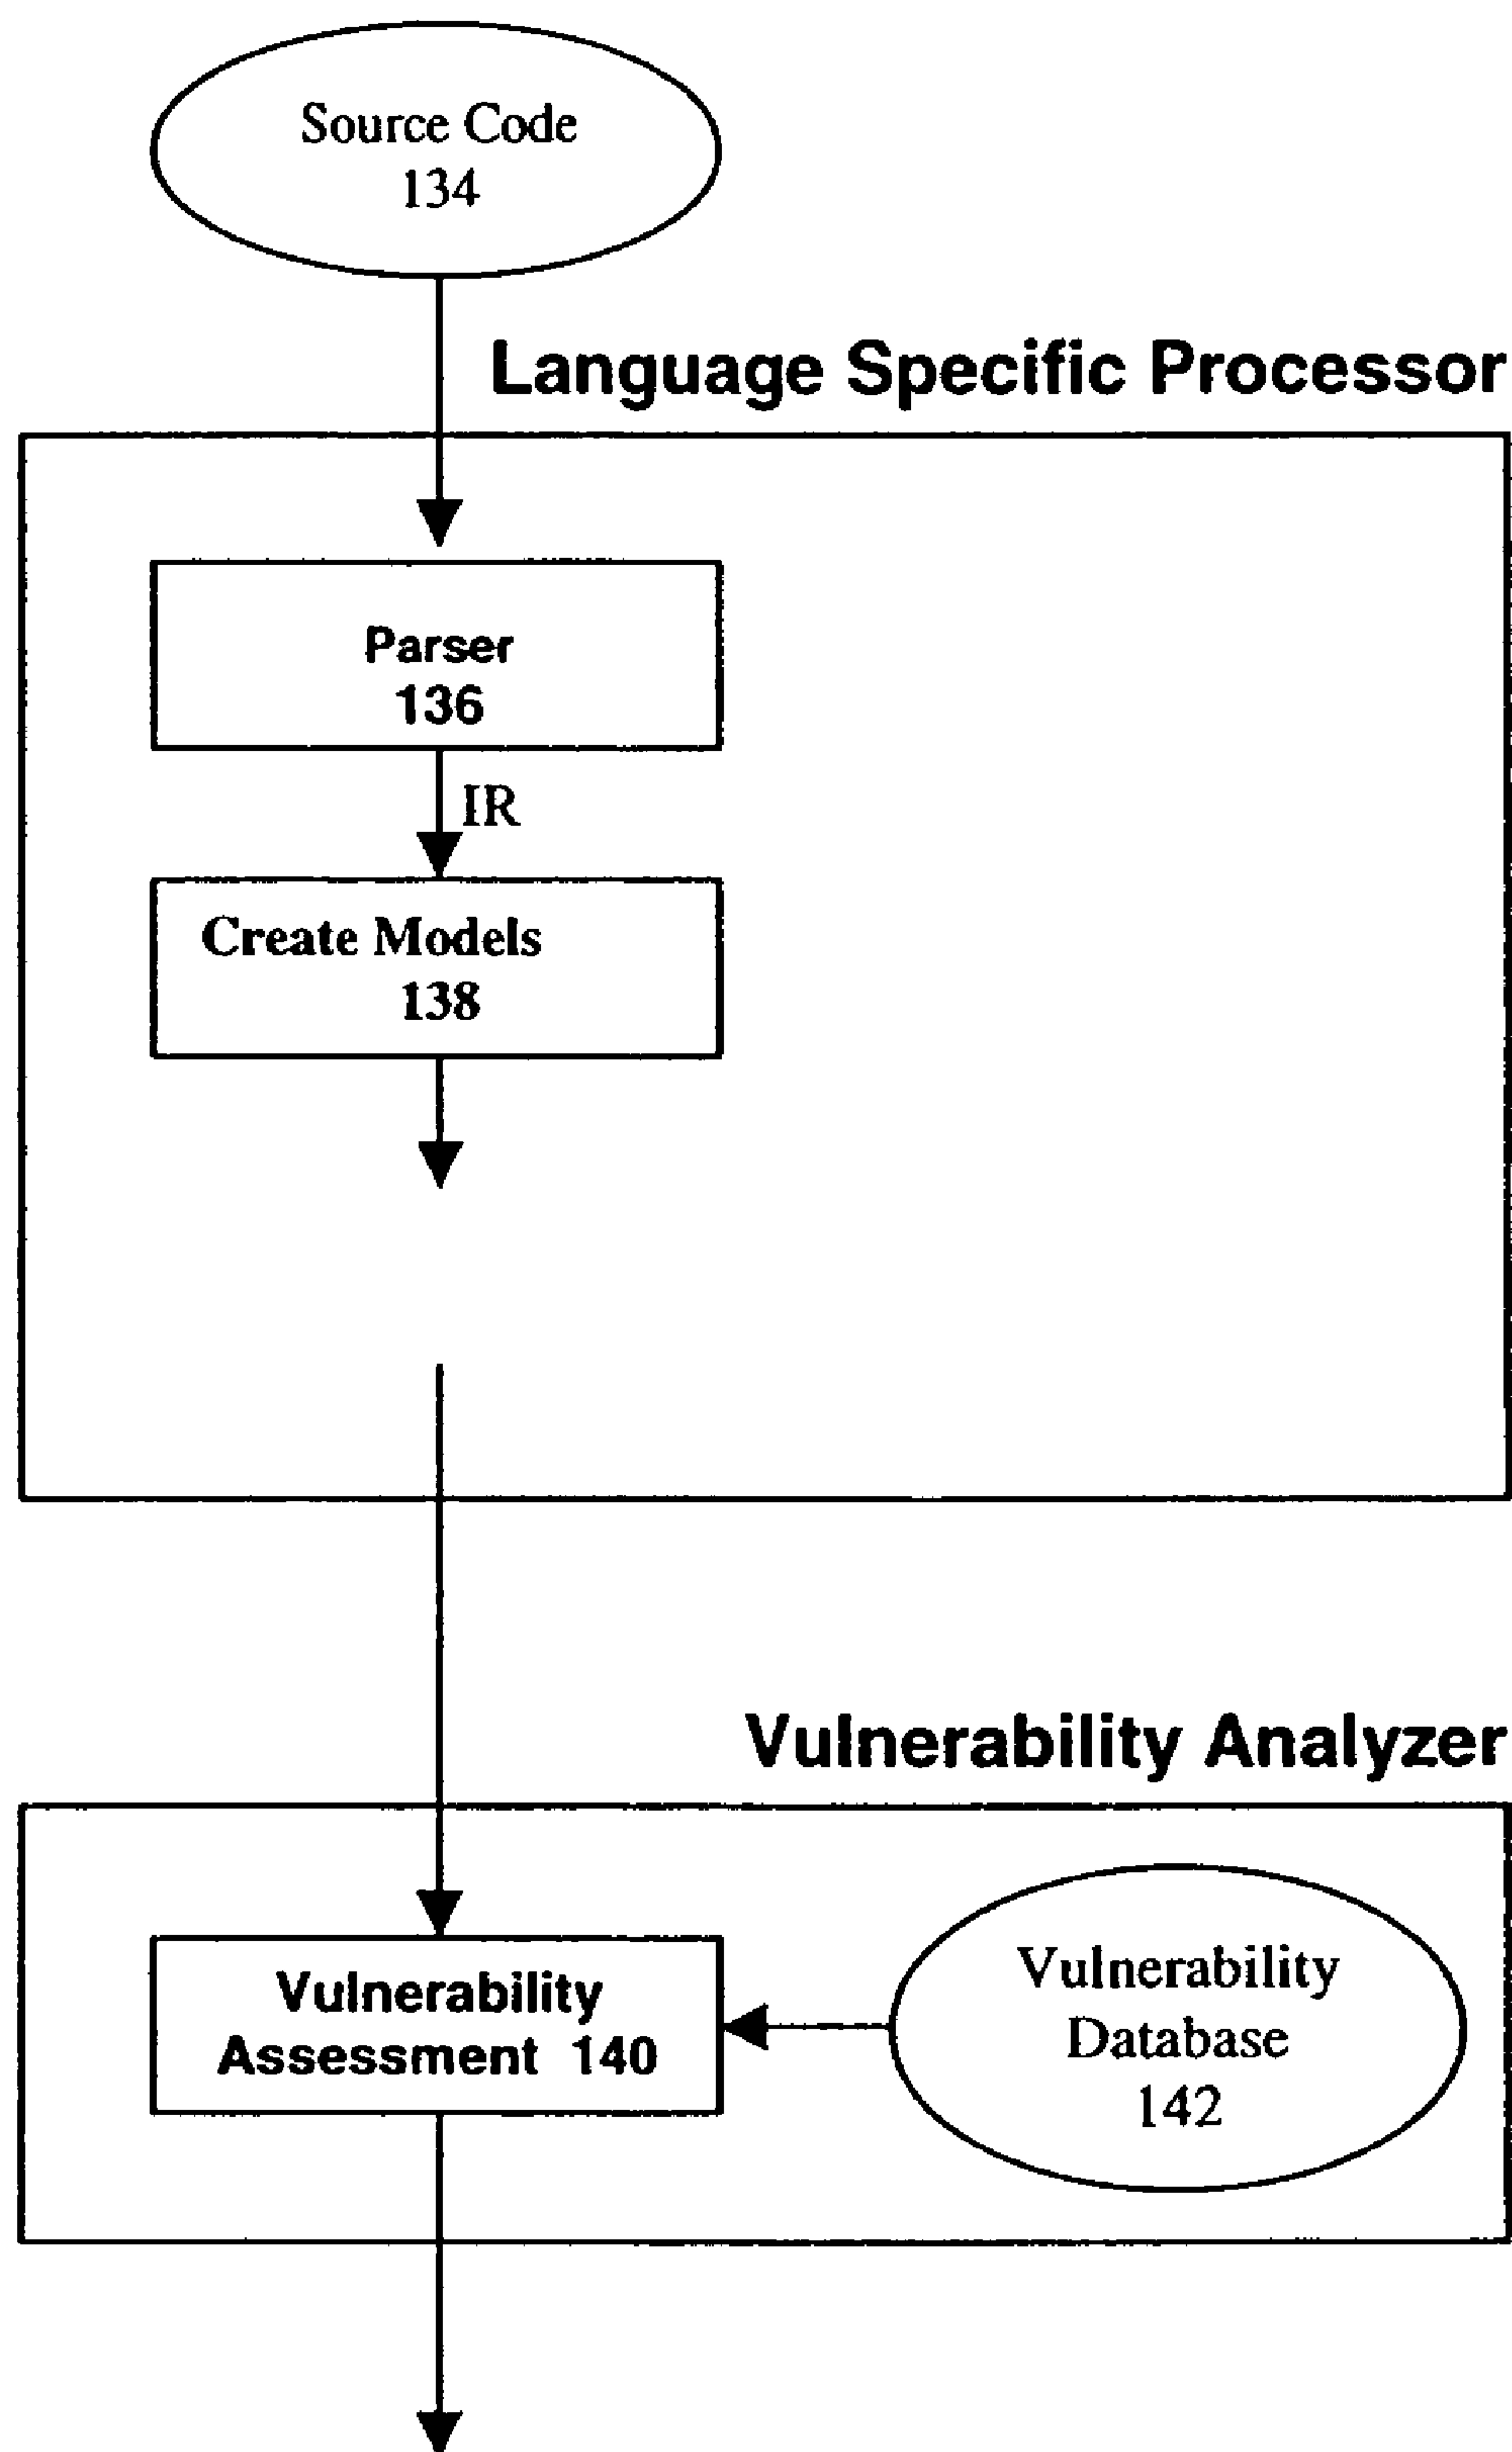 Source Code
134
Language Specific Processor
Parser
136
IR
Create Models
138
Vulnerability Analyzer
Vulnerability
Assessment 140
Vulnerability
Database
142